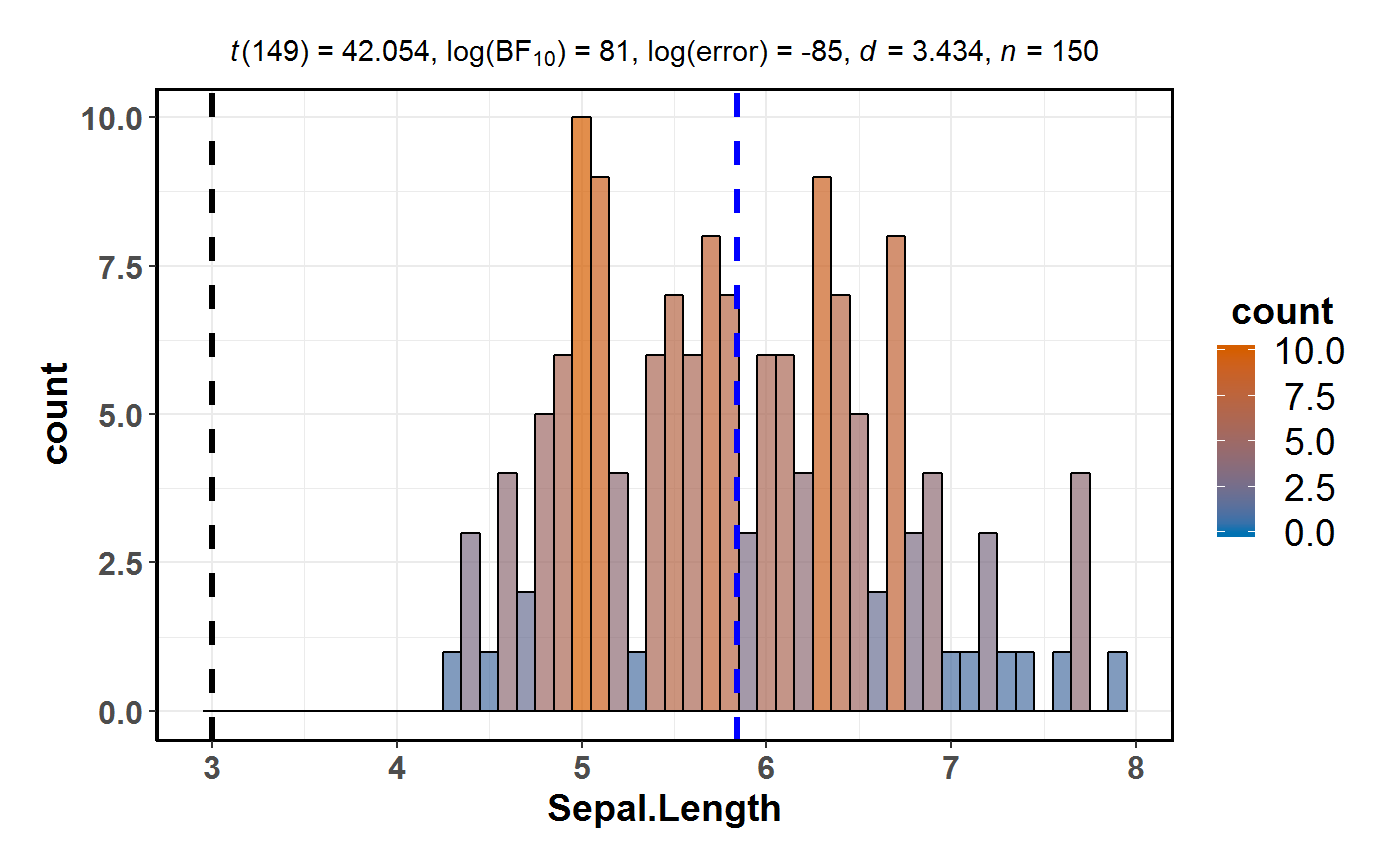 t(149) = 42.054, log(BF₁₀) = 81, log(error) = -85, d = 3.434, n = 150
10.0
7.5
5.0
2.5
0.0
count
3 4 5 6 7 8
Sepal.Length
count
10.0
7.5
5.0
2.5
0.0